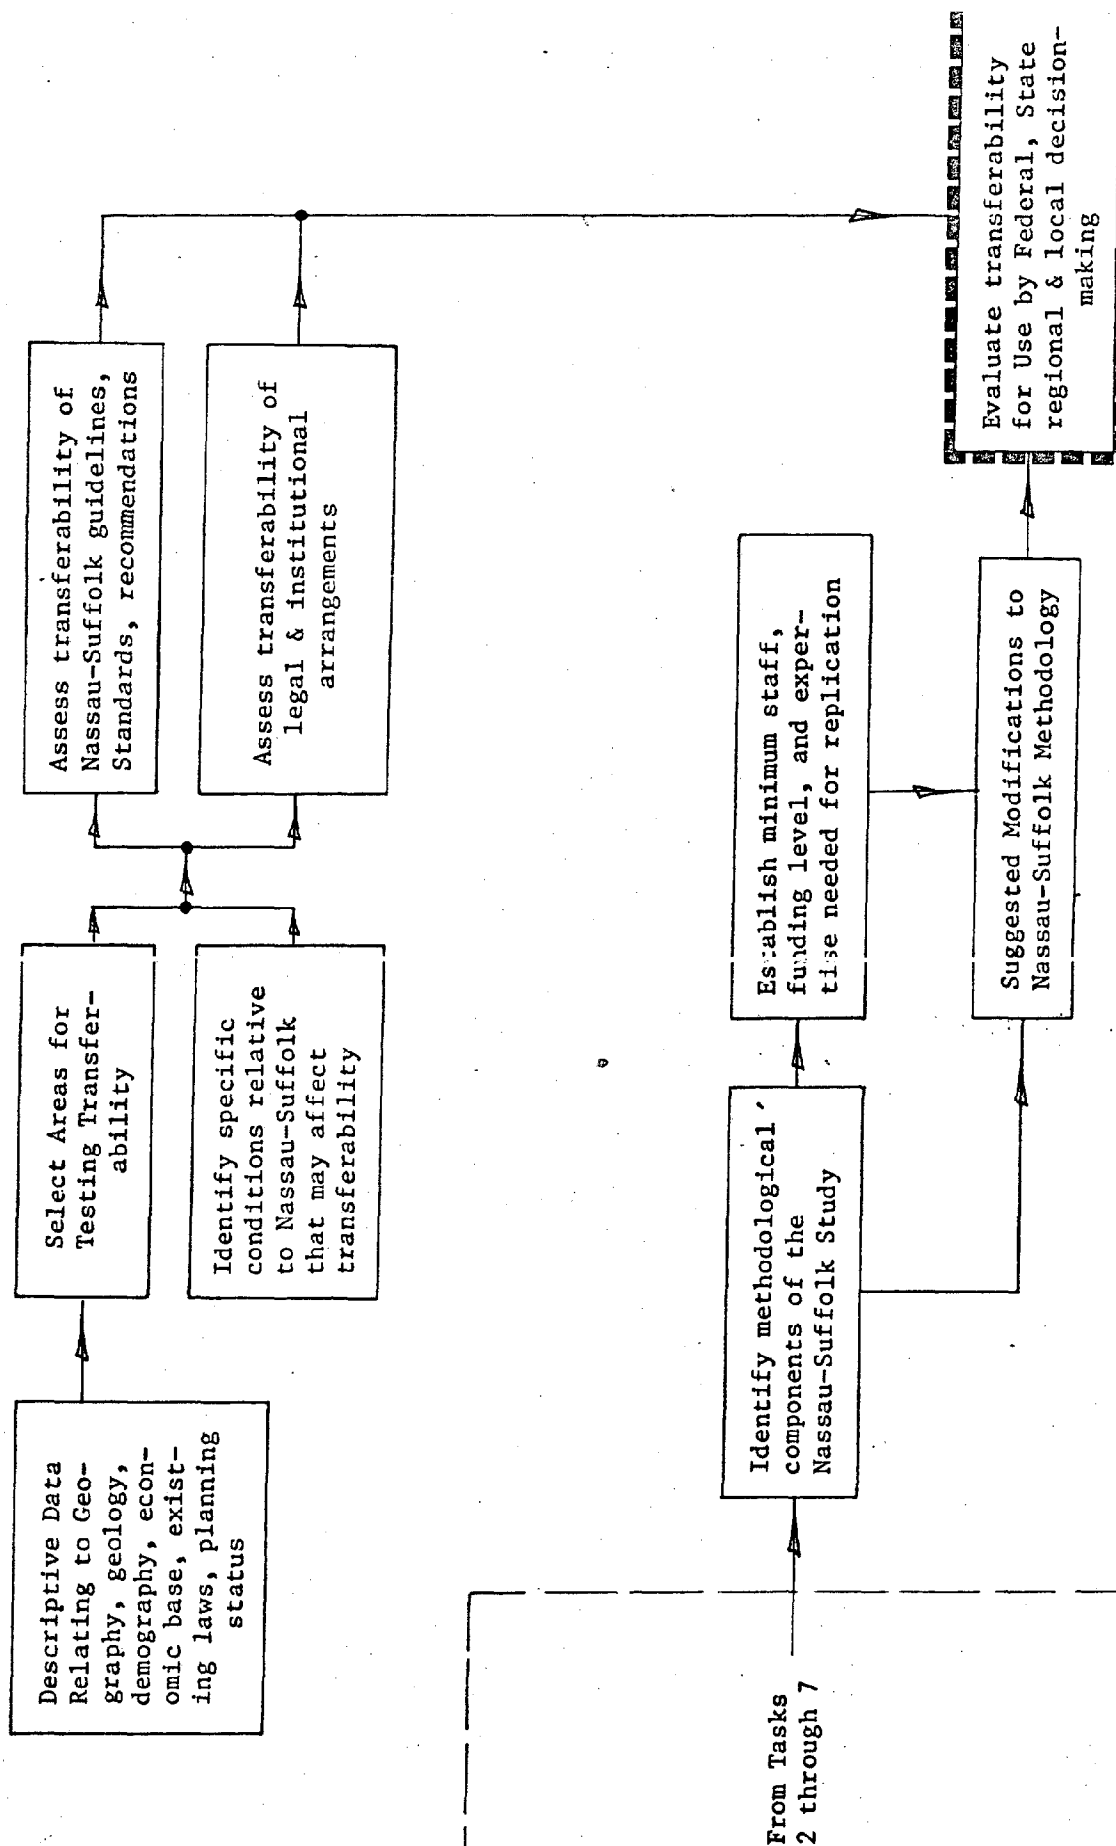 Descriptive Data
Relating to Geo-
graphy, geology,
demography, econ-
omic base, exist-
ing laws, planning
status
Select Areas for
Testing Transfer-
ability
Identify specific
conditions relative
to Nassau-Suffolk
that may affect
transferability
Assess transferability of
Nassau-Suffolk guidelines,
Standards, recommendations
Assess transferability of
legal & institutional
arrangements
From Tasks
2 through 7
Identify methodological
components of the
Nassau-Suffolk Study
Establish minimum staff,
funding level, and exper-
tise needed for replication
Suggested Modifications to
Nassau-Suffolk Methodology
Evaluate transferability
for Use by Federal, State
regional & local decision-
making